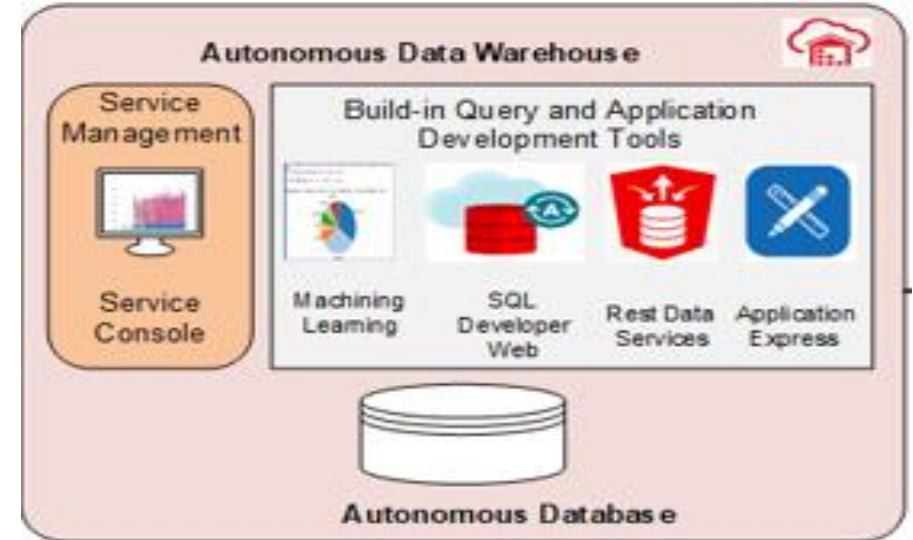 Autonomous Data Warehouse
Service
Management
Service
Console
Build-in Query and Application
Development Tools
Machining
Learning
SQL
Developer
Web
Rest Data
Services
Application
Express
A
Autonomous Database